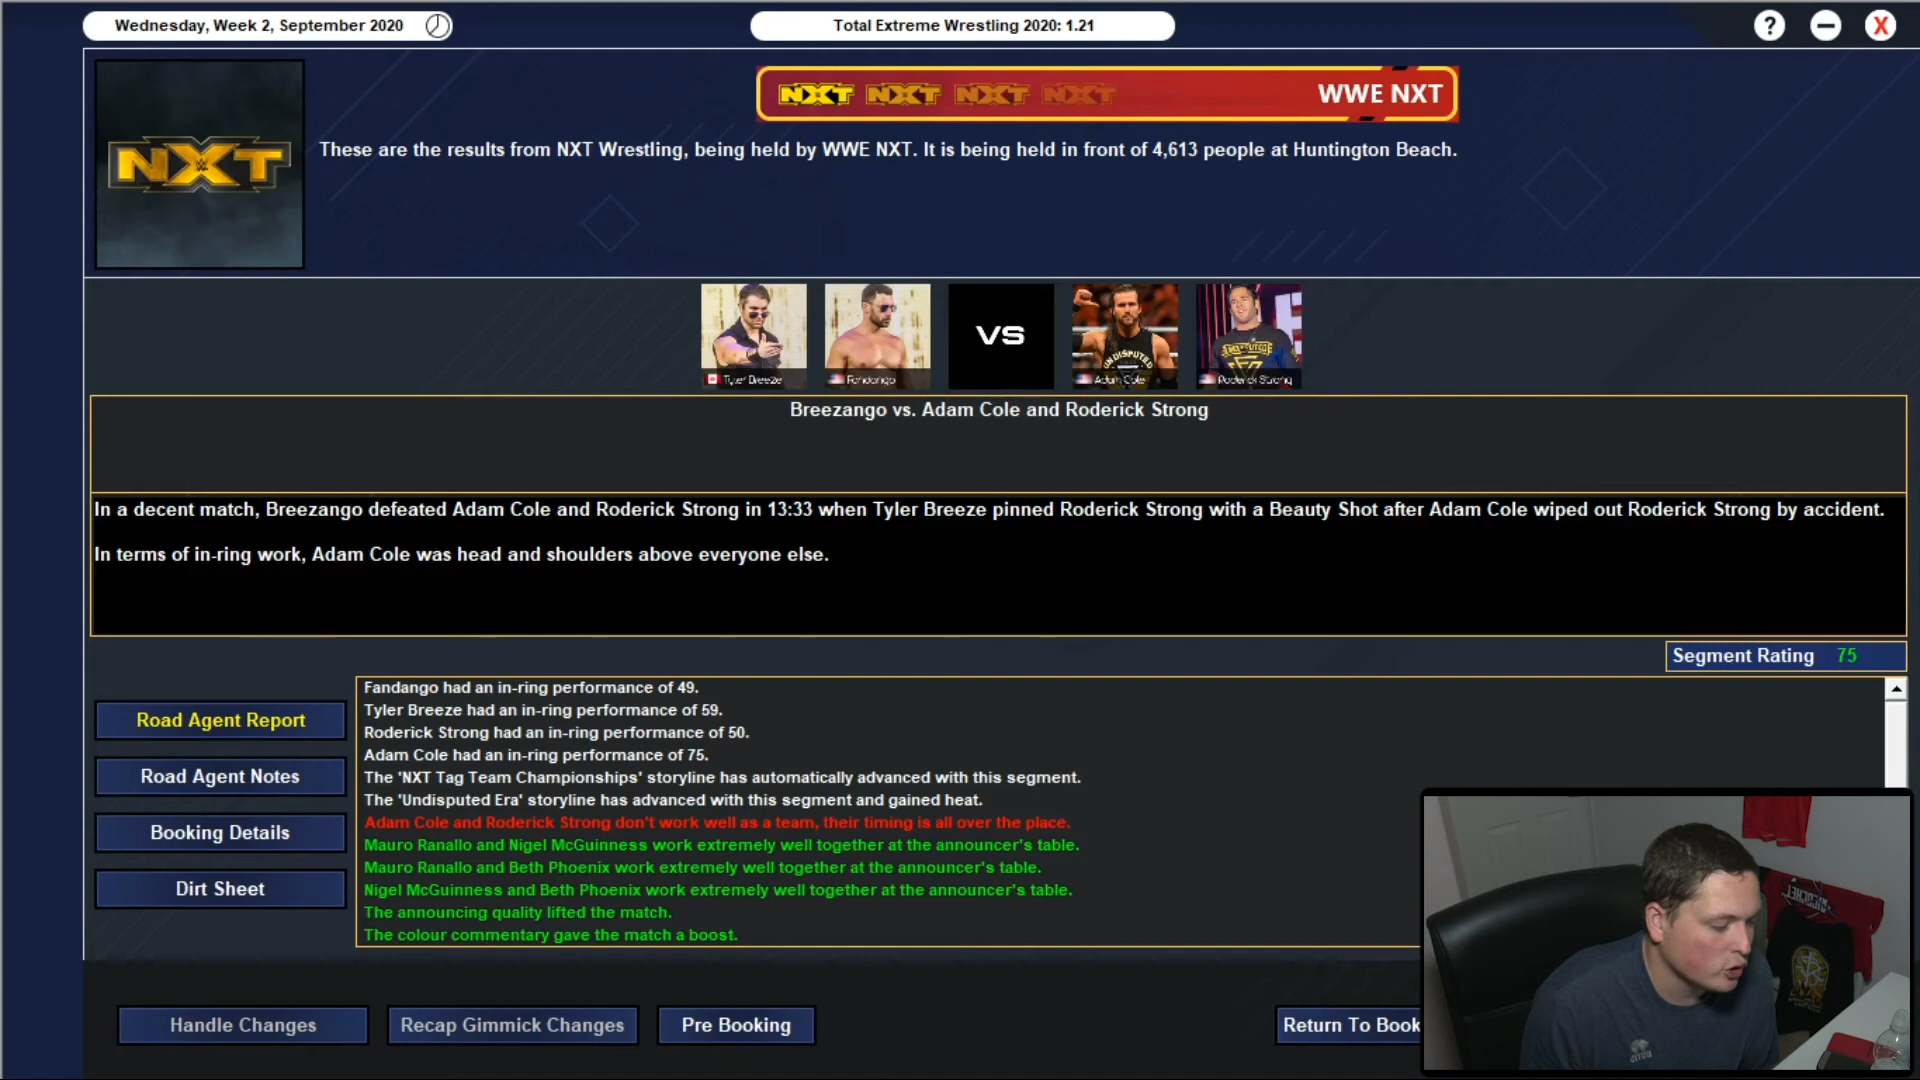 Wednesday, Week 2, September 2020
Total Extreme Wrestling 2020: 1.21
?
X
NXT NXT NXT NXT
WWE NXT
NXT
These are the results from NXT Wrestling, being held by WWE NXT. It is being held in front of 4,613 people at Huntington Beach.
VS
UNDISPUTED
Tyler Breeze
Fandango
Adam Cole
Roderick Strong
Breezango vs. Adam Cole and Roderick Strong
In a decent match, Breezango defeated Adam Cole and Roderick Strong in 13:33 when Tyler Breeze pinned Roderick Strong with a Beauty Shot after Adam Cole wiped out Roderick Strong by accident.
In terms of in-ring work, Adam Cole was head and shoulders above everyone else.
Segment Rating 75
Road Agent Report
Road Agent Notes
Booking Details
Dirt Sheet
Fandango had an in-ring performance of 49.
Tyler Breeze had an in-ring performance of 59.
Roderick Strong had an in-ring performance of 50.
Adam Cole had an in-ring performance of 75.
The 'NXT Tag Team Championships' storyline has automatically advanced with this segment.
The 'Undisputed Era' storyline has advanced with this segment and gained heat.
Adam Cole and Roderick Strong don't work well as a team, their timing is all over the place.
Mauro Ranallo and Nigel McGuinness work extremely well together at the announcer's table.
Mauro Ranallo and Beth Phoenix work extremely well together at the announcer's table.
Nigel McGuinness and Beth Phoenix work extremely well together at the announcer's table.
The announcing quality lifted the match.
The colour commentary gave the match a boost.
Handle Changes
Recap Gimmick Changes
Pre Booking
Return To Book